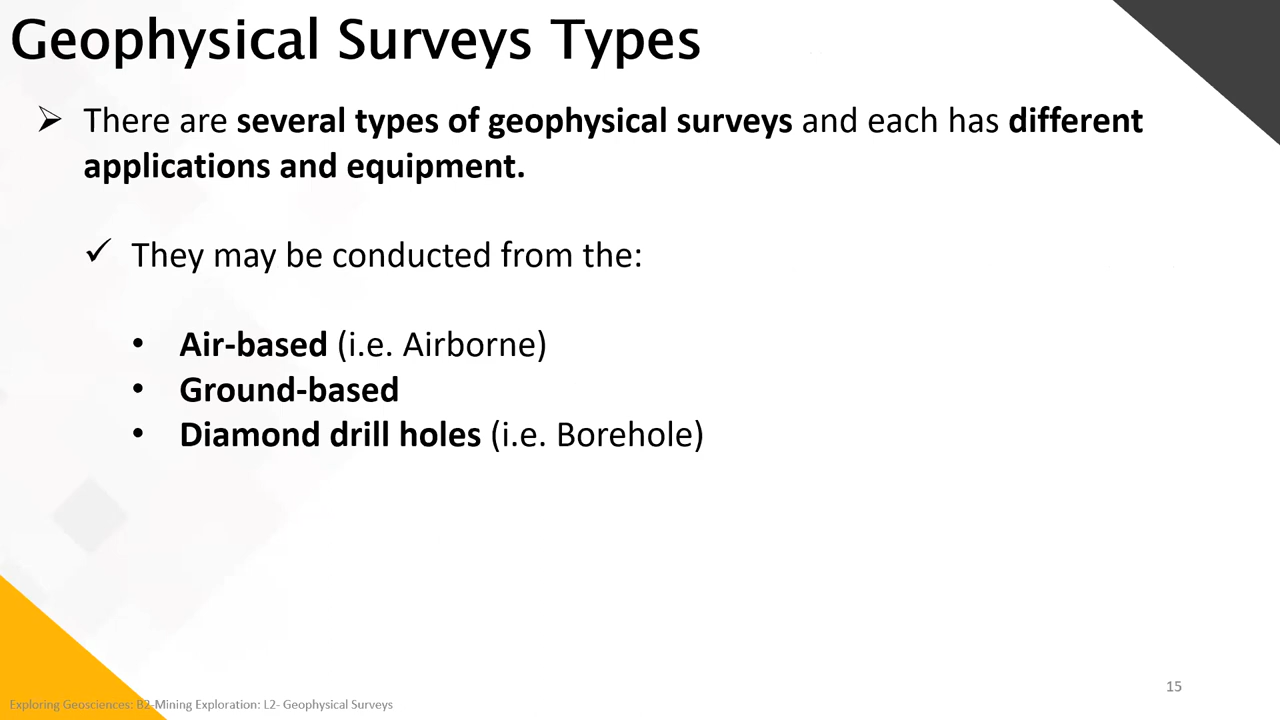 Geophysical Surveys Types
➢ There are several types of geophysical surveys and each has different
applications and equipment.
✓ They may be conducted from the:
• Air-based (i.e. Airborne)
• Ground-based
• Diamond drill holes (i.e. Borehole)
15
Exploring Geosciences: B2-Mining Exploration: L2- Geophysical Surveys